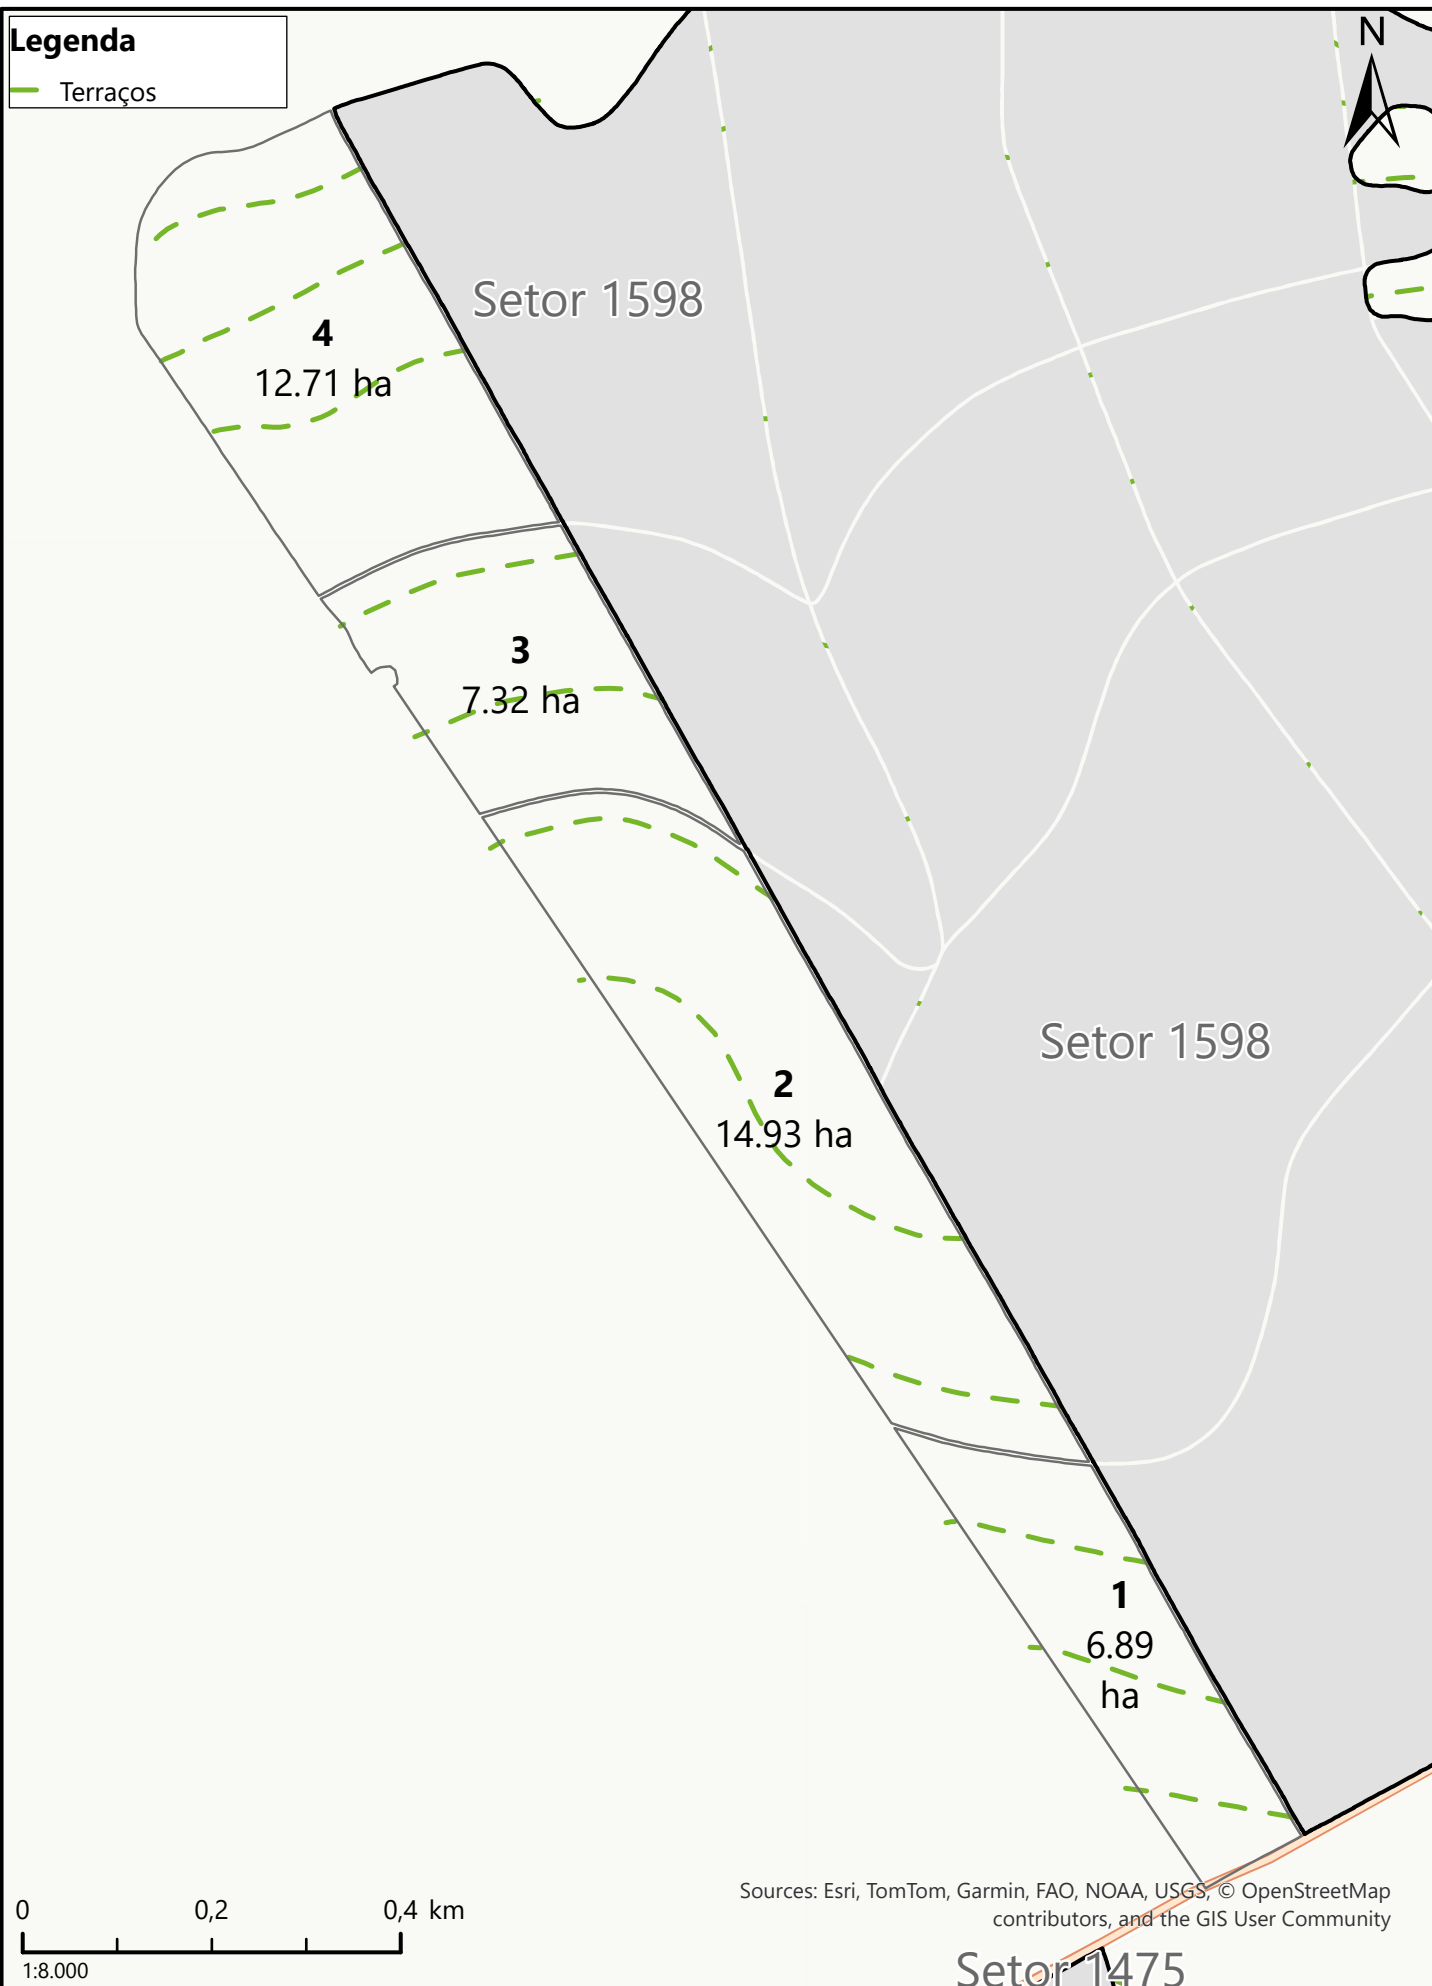 Legenda
Terraços
N
Setor 1598
4
12.71 ha
3
7.32 ha
Setor 1598
2
14.93 ha
1
6.89
ha
0 0,2 0,4 km
1:8.000
Sources: Esri, TomTom, Garmin, FAO, NOAA, USGS, © OpenStreetMap
contributors, and the GIS User Community
Setor 1475